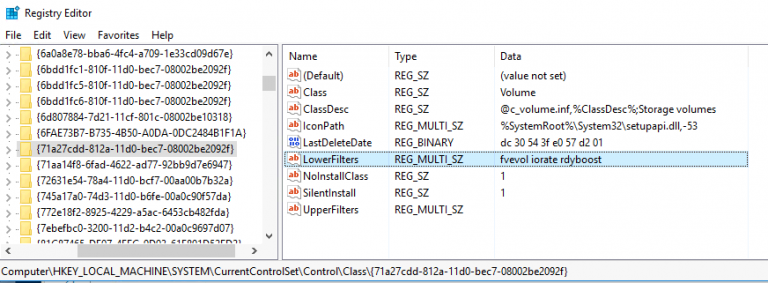 Registry Editor
File Edit View Favorites Help
Name Type Data
{6a0a8e78-bba6-4fc4-a709-1e33cd09d67e}
{6bdd1fc1-810f-11d0-bec7-08002be2092f}
{6bdd1fc5-810f-11d0-bec7-08002be2092f}
{6bdd1fc6-810f-11d0-bec7-08002be2092f}
{6d807884-7d21-11cf-801c-08002be10318}
{6FAE73B7-B735-4B50-A0DA-0DC2484B1F1A}
{71a27cdd-812a-11d0-bec7-08002be2092f}
{71aa14f8-6fad-4622-ad77-92bb9d7e6947}
{72631e54-78a4-11d0-bcf7-00aa00b7b32a}
{745a17a0-74d3-11d0-b6fe-00a0c90f57da}
{772e18f2-8925-4229-a5ac-6453cb482fda}
{7ebefbc0-3200-11d2-b4c2-00a0c9697d07}
(Default) REG_SZ (value not set)
Class REG_SZ Volume
ClassDesc REG_SZ @c_volume.inf,%ClassDesc%;Storage volumes
IconPath REG_MULTI_SZ %SystemRoot%\System32\setupapi.dll,-53
LastDeleteDate REG_BINARY dc 30 54 3f e0 57 d2 01
LowerFilters REG_MULTI_SZ fvevol iorate rdyboost
NoInstallClass REG_SZ 1
SilentInstall REG_SZ 1
UpperFilters REG_MULTI_SZ
Computer\HKEY_LOCAL_MACHINE\SYSTEM\CurrentControlSet\Control\Class\{71a27cdd-812a-11d0-bec7-08002be2092f}